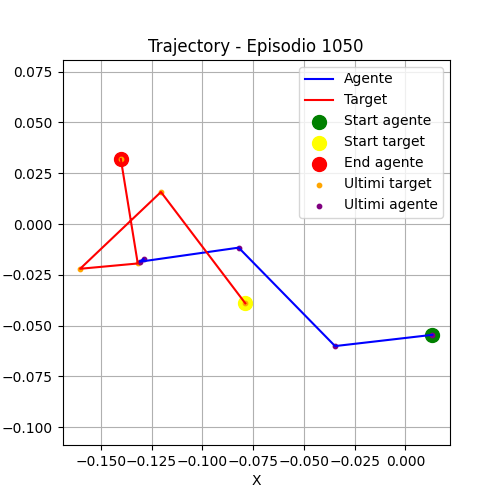 Trajectory - Episodio 1050
Agente
Target
Start agente
Start target
End agente
Ultimi target
Ultimi agente
0.075
0.050
0.025
0.000
−0.025
−0.050
−0.075
−0.100
−0.150 −0.125 −0.100 −0.075 −0.050 −0.025 0.000
X